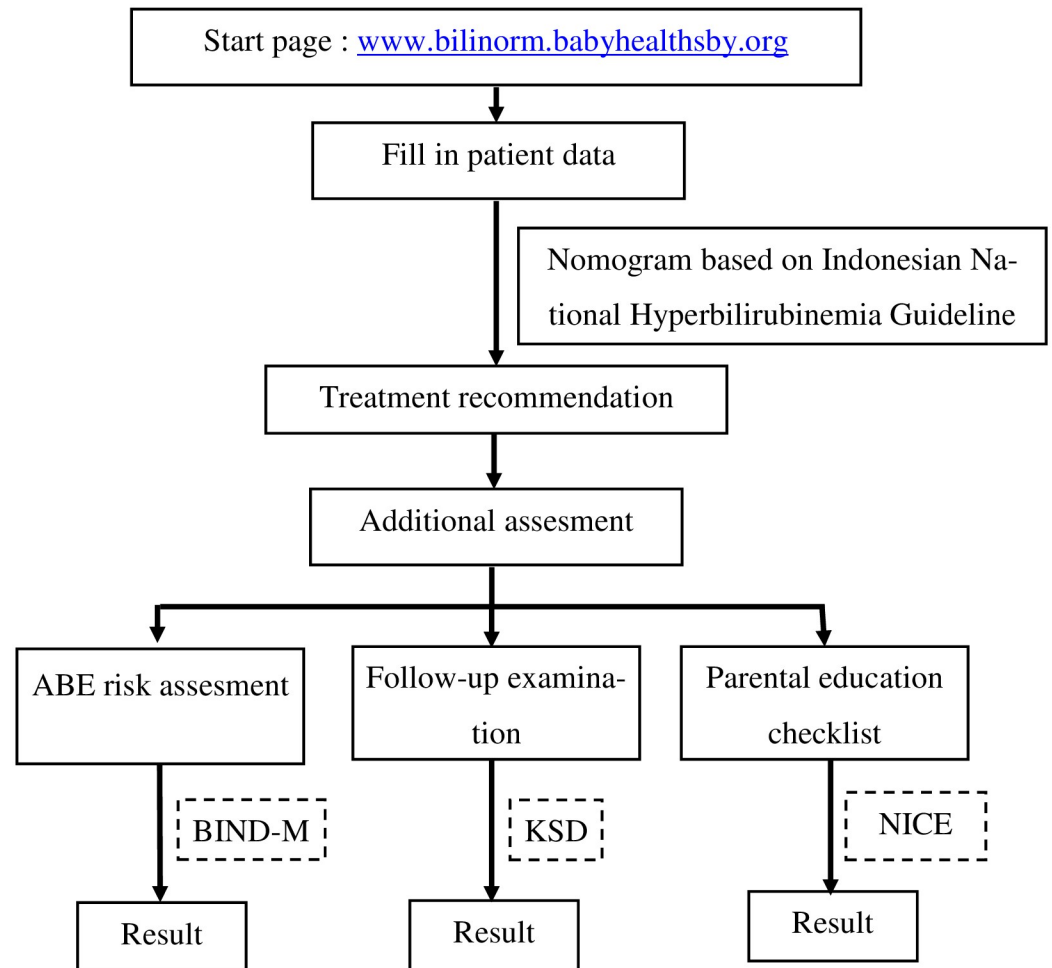 Start page : www.bilinorm.babyhealthsby.org
Fill in patient data
Nomogram based on Indonesian Na-
tional Hyperbilirubinemia Guideline
Treatment recommendation
Additional assesment
ABE risk assesment
Follow-up examina-
tion
Parental education
checklist
BIND-M
KSD
NICE
Result
Result
Result